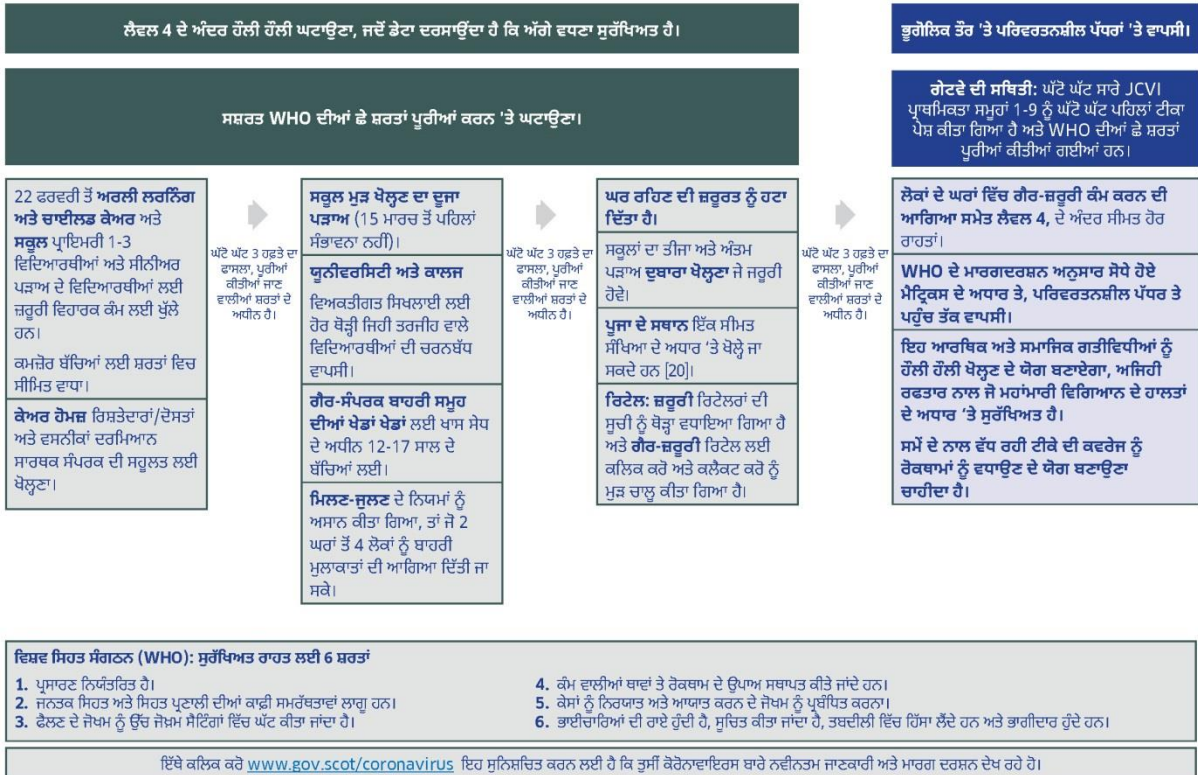 ਲੈਵਲ 4 ਦੇ ਅੰਦਰ ਹੌਲੀ ਹੌਲੀ ਘਟਾਉਣਾ, ਜਦੋਂ ਡੇਟਾ ਦਰਸਾਉਂਦਾ ਹੈ ਕਿ ਅੱਗੇ ਵਧਣਾ ਸੁਰੱਖਿਅਤ ਹੈ।
ਭੂਗੋਲਿਕ ਤੌਰ 'ਤੇ ਪਰਿਵਰਤਨਸ਼ੀਲ ਪੱਧਰਾਂ 'ਤੇ ਵਾਪਸੀ।
ਸਸ਼ਰਤ WHO ਦੀਆਂ ਛੇ ਸ਼ਰਤਾਂ ਪੂਰੀਆਂ ਕਰਨ 'ਤੇ ਘਟਾਉਣਾ।
ਗੇਟਵੇ ਦੀ ਸਥਿਤੀ: ਘੱਟੋ ਘੱਟ ਸਾਰੇ JCVI
ਪ੍ਰਾਥਮਿਕਤਾ ਸਮੂਹਾਂ 1-9 ਨੂੰ ਘੱਟੋ ਘੱਟ ਪਹਿਲਾਂ ਟੀਕਾ
ਪੇਸ਼ ਕੀਤਾ ਗਿਆ ਹੈ ਅਤੇ WHO ਦੀਆਂ ਛੇ ਸ਼ਰਤਾਂ
ਪੂਰੀਆਂ ਕੀਤੀਆਂ ਗਈਆਂ ਹਨ।
22 ਫਰਵਰੀ ਤੋਂ ਅਰਲੀ ਲਰਨਿੰਗ
ਅਤੇ ਚਾਈਲਡ ਕੇਅਰ ਅਤੇ
ਸਕੂਲ ਪ੍ਰਾਇਮਰੀ 1-3
ਵਿਦਿਆਰਥੀਆਂ ਅਤੇ ਸੀਨੀਅਰ
ਪੜਾਅ ਦੇ ਵਿਦਿਆਰਥੀਆਂ ਲਈ
ਜ਼ਰੂਰੀ ਵਿਹਾਰਕ ਕੰਮ ਲਈ ਖੁੱਲੇ
ਹਨ।
ਕਮਜ਼ੋਰ ਬੱਚਿਆਂ ਲਈ ਸ਼ਰਤਾਂ ਵਿਚ
ਸੀਮਿਤ ਵਾਧਾ।
ਕੇਅਰ ਹੋਮਜ਼ ਰਿਸ਼ਤੇਦਾਰਾਂ/ਦੋਸਤਾਂ
ਅਤੇ ਵਸਨੀਕਾਂ ਦਰਮਿਆਨ
ਸਾਰਥਕ ਸੰਪਰਕ ਦੀ ਸਹੂਲਤ ਲਈ
ਖੋਲ੍ਹਣਾ।
ਘੱਟੋ ਘੱਟ 3 ਹਫ਼ਤੇ ਦਾ
ਫਾਸਲਾ, ਪੂਰੀਆਂ
ਕੀਤੀਆਂ ਜਾਣ
ਵਾਲੀਆਂ ਸ਼ਰਤਾਂ ਦੇ
ਅਧੀਨ ਹੈ।
ਸਕੂਲ ਮੁੜ ਖੋਲ੍ਹਣ ਦਾ ਦੂਜਾ
ਪੜਾਅ (15 ਮਾਰਚ ਤੋਂ ਪਹਿਲਾਂ
ਸੰਭਾਵਨਾ ਨਹੀਂ)।
ਯੂਨੀਵਰਸਿਟੀ ਅਤੇ ਕਾਲਜ
ਵਿਅਕਤੀਗਤ ਸਿਖਲਾਈ ਲਈ
ਹੋਰ ਥੋੜ੍ਹੀ ਜਿਹੀ ਤਰਜੀਹ ਵਾਲੇ
ਵਿਦਿਆਰਥੀਆਂ ਦੀ ਚਰਨਬੱਧ
ਵਾਪਸੀ।
ਗੈਰ-ਸੰਪਰਕ ਬਾਹਰੀ ਸਮੂਹ
ਦੀਆਂ ਖੇਡਾਂ ਖੇਡਾਂ ਲਈ ਖਾਸ ਸੇਧ
ਦੇ ਅਧੀਨ 12-17 ਸਾਲ ਦੇ
ਬੱਚਿਆਂ ਲਈ।
ਮਿਲਣ-ਜੁਲਣ ਦੇ ਨਿਯਮਾਂ ਨੂੰ
ਅਸਾਨ ਕੀਤਾ ਗਿਆ, ਤਾਂ ਜੋ 2
ਘਰਾਂ ਤੋਂ 4 ਲੋਕਾਂ ਨੂੰ ਬਾਹਰੀ
ਮੁਲਾਕਾਤਾਂ ਦੀ ਆਗਿਆ ਦਿੱਤੀ ਜਾ
ਸਕੇ।
ਘੱਟੋ ਘੱਟ 3 ਹਫ਼ਤੇ ਦਾ
ਫਾਸਲਾ, ਪੂਰੀਆਂ
ਕੀਤੀਆਂ ਜਾਣ
ਵਾਲੀਆਂ ਸ਼ਰਤਾਂ ਦੇ
ਅਧੀਨ ਹੈ।
ਘਰ ਰਹਿਣ ਦੀ ਜ਼ਰੂਰਤ ਨੂੰ ਹਟਾ
ਦਿੱਤਾ ਹੈ।
ਸਕੂਲਾਂ ਦਾ ਤੀਜਾ ਅਤੇ ਅੰਤਮ
ਪੜਾਅ ਦੁਬਾਰਾ ਖੋਲ੍ਹਣਾ ਜੇ ਜਰੂਰੀ
ਹੋਵੇ।
ਪੂਜਾ ਦੇ ਸਥਾਨ ਇੱਕ ਸੀਮਤ
ਸੰਖਿਆ ਦੇ ਅਧਾਰ ‘ਤੇ ਖੋਲ੍ਹੇ ਜਾ
ਸਕਦੇ ਹਨ [20]।
ਰਿਟੇਲ: ਜ਼ਰੂਰੀ ਰਿਟੇਲਰਾਂ ਦੀ
ਸੂਚੀ ਨੂੰ ਥੋੜ੍ਹਾ ਵਧਾਇਆ ਗਿਆ ਹੈ
ਅਤੇ ਗੈਰ-ਜ਼ਰੂਰੀ ਰਿਟੇਲ ਲਈ
ਕਲਿਕ ਕਰੋ ਅਤੇ ਕਲੈਕਟ ਕਰੋ ਨੂੰ
ਮੁੜ ਚਾਲੂ ਕੀਤਾ ਗਿਆ ਹੈ।
ਘੱਟੋ ਘੱਟ 3 ਹਫ਼ਤੇ ਦਾ
ਫਾਸਲਾ, ਪੂਰੀਆਂ
ਕੀਤੀਆਂ ਜਾਣ
ਵਾਲੀਆਂ ਸ਼ਰਤਾਂ ਦੇ
ਅਧੀਨ ਹੈ।
ਲੋਕਾਂ ਦੇ ਘਰਾਂ ਵਿੱਚ ਗੈਰ-ਜ਼ਰੂਰੀ ਕੰਮ ਕਰਨ ਦੀ
ਆਗਿਆ ਸਮੇਤ ਲੈਵਲ 4, ਦੇ ਅੰਦਰ ਸੀਮਤ ਹੋਰ
ਰਾਹਤਾਂ।
WHO ਦੇ ਮਾਰਗਦਰਸ਼ਨ ਅਨੁਸਾਰ ਸੋਧੇ ਹੋਏ
ਮੈਟ੍ਰਿਕਸ ਦੇ ਅਧਾਰ ਤੇ, ਪਰਿਵਰਤਨਸ਼ੀਲ ਪੱਧਰ ਤੇ
ਪਹੁੰਚ ਤੱਕ ਵਾਪਸੀ।
ਇਹ ਆਰਥਿਕ ਅਤੇ ਸਮਾਜਿਕ ਗਤੀਵਿਧੀਆਂ ਨੂੰ
ਹੌਲੀ ਹੌਲੀ ਖੋਲ੍ਹਣ ਦੇ ਯੋਗ ਬਣਾਏਗਾ, ਅਜਿਹੀ
ਰਫਤਾਰ ਨਾਲ ਜੋ ਮਹਾਂਮਾਰੀ ਵਿਗਿਆਨ ਦੇ ਹਾਲਤਾਂ
ਦੇ ਅਧਾਰ ‘ਤੇ ਸੁਰੱਖਿਅਤ ਹੈ।
ਸਮੇਂ ਦੇ ਨਾਲ ਵੱਧ ਰਹੀ ਟੀਕੇ ਦੀ ਕਵਰੇਜ ਨੂੰ
ਰੋਕਥਾਮਾਂ ਨੂੰ ਵਧਾਉਣ ਦੇ ਯੋਗ ਬਣਾਉਣਾ
ਚਾਹੀਦਾ ਹੈ।
ਵਿਸ਼ਵ ਸਿਹਤ ਸੰਗਠਨ (WHO): ਸੁਰੱਖਿਅਤ ਰਾਹਤ ਲਈ 6 ਸ਼ਰਤਾਂ
1. ਪ੍ਰਸਾਰਣ ਨਿਯੰਤਰਿਤ ਹੈ।
2. ਜਨਤਕ ਸਿਹਤ ਅਤੇ ਸਿਹਤ ਪ੍ਰਣਾਲੀ ਦੀਆਂ ਕਾਫ਼ੀ ਸਮਰੱਥਤਾਵਾਂ ਲਾਗੂ ਹਨ।
3. ਫੈਲਣ ਦੇ ਜੋਖਮ ਨੂੰ ਉੱਚ ਜੋਖਮ ਸੈਟਿੰਗਾਂ ਵਿੱਚ ਘੱਟ ਕੀਤਾ ਜਾਂਦਾ ਹੈ।
4. ਕੰਮ ਵਾਲੀਆਂ ਥਾਵਾਂ ਤੇ ਰੋਕਥਾਮ ਦੇ ਉਪਾਅ ਸਥਾਪਤ ਕੀਤੇ ਜਾਂਦੇ ਹਨ।
5. ਕੇਸਾਂ ਨੂੰ ਨਿਰਯਾਤ ਅਤੇ ਆਯਾਤ ਕਰਨ ਦੇ ਜੋਖਮ ਨੂੰ ਪ੍ਰਬੰਧਿਤ ਕਰਨਾ।
6. ਭਾਈਚਾਰਿਆਂ ਦੀ ਰਾਏ ਹੁੰਦੀ ਹੈ, ਸੂਚਿਤ ਕੀਤਾ ਜਾਂਦਾ ਹੈ, ਤਬਦੀਲੀ ਵਿੱਚ ਹਿੱਸਾ ਲੈਂਦੇ ਹਨ ਅਤੇ ਭਾਗੀਦਾਰ ਹੁੰਦੇ ਹਨ।
ਇੱਥੇ ਕਲਿਕ ਕਰੋ www.gov.scot/coronavirus ਇਹ ਸੁਨਿਸ਼ਚਿਤ ਕਰਨ ਲਈ ਹੈ ਕਿ ਤੁਸੀਂ ਕੋਰੋਨਾਵਾਇਰਸ ਬਾਰੇ ਨਵੀਨਤਮ ਜਾਣਕਾਰੀ ਅਤੇ ਮਾਰਗ ਦਰਸ਼ਨ ਦੇਖ ਰਹੇ ਹੋ।